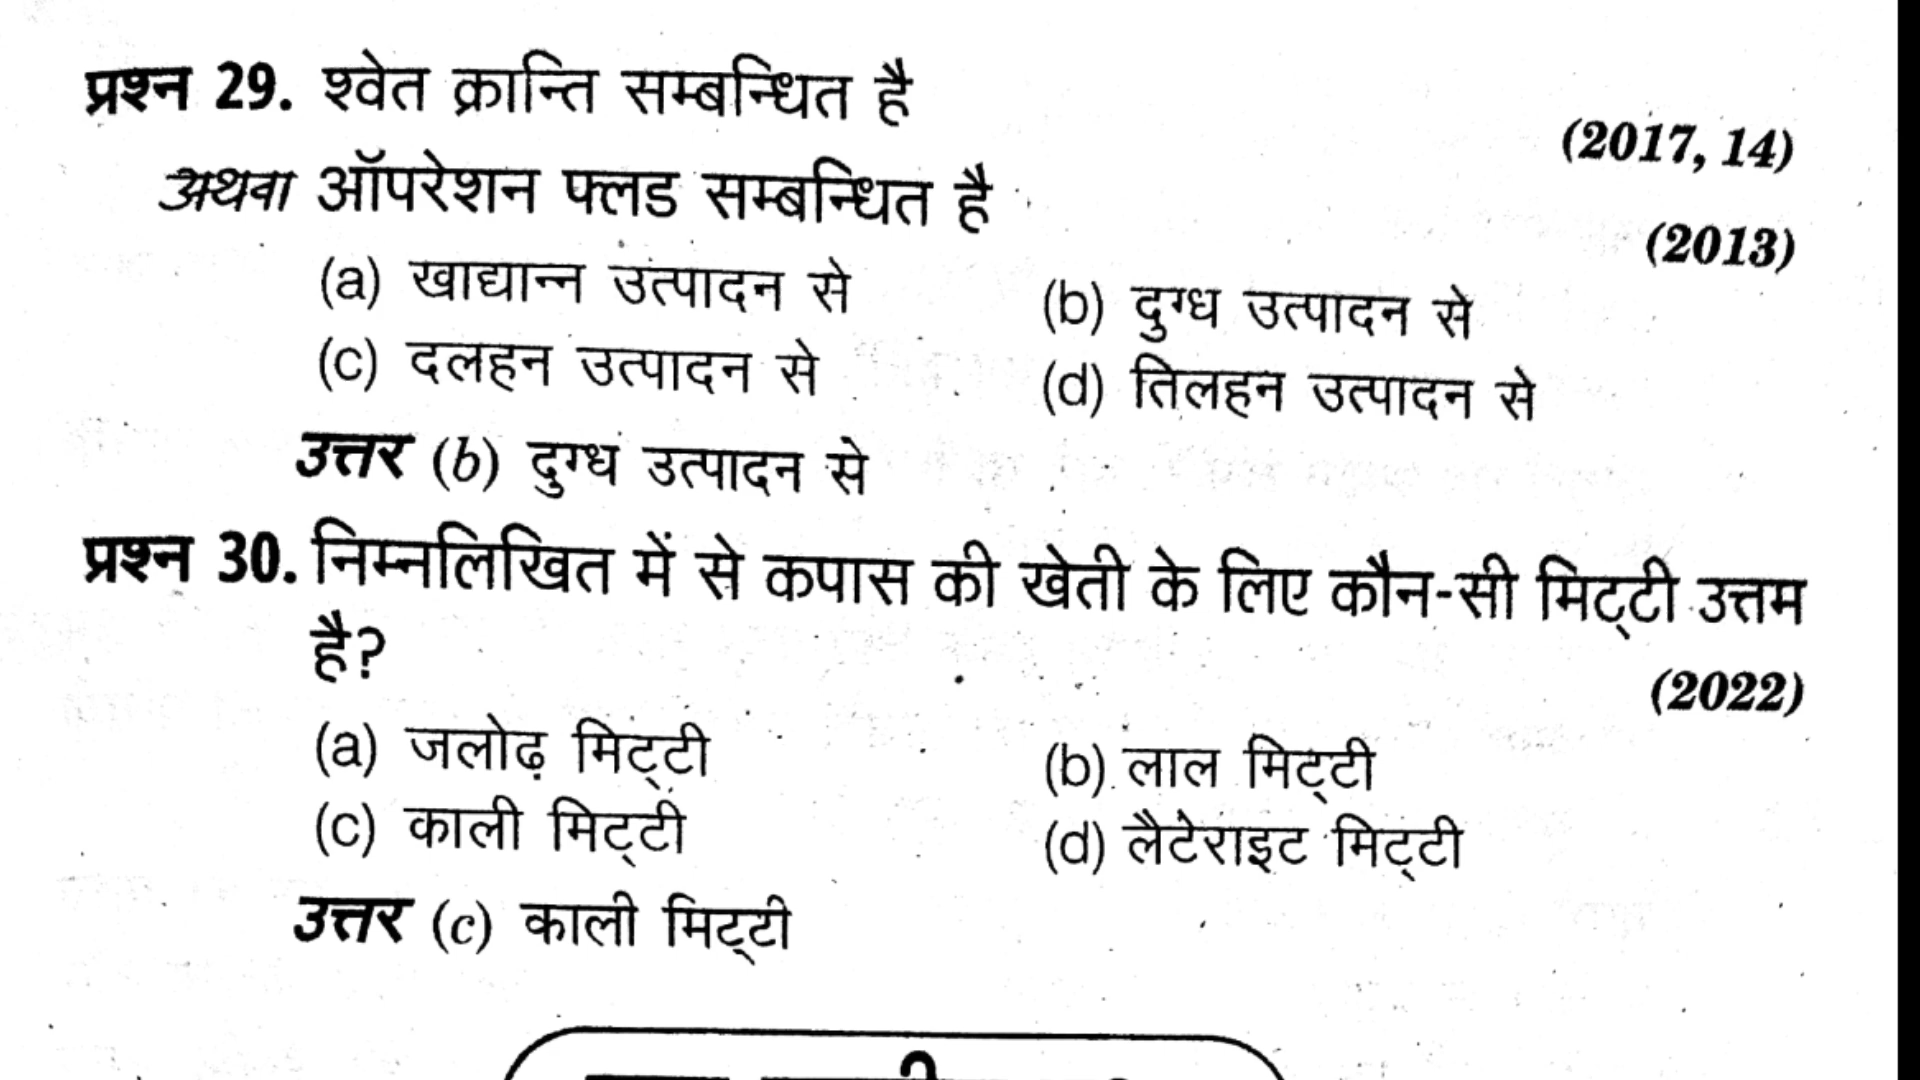 प्रश्न 29. श्वेत क्रान्ति सम्बन्धित है (2017, 14)
अथवा ऑपरेशन फ्लड सम्बन्धित है (2013)
(a) खाद्यान्न उत्पादन से (b) दुग्ध उत्पादन से
(c) दलहन उत्पादन से (d) तिलहन उत्पादन से
उत्तर (b) दुग्ध उत्पादन से
प्रश्न 30. निम्नलिखित में से कपास की खेती के लिए कौन-सी मिट्टी उत्तम
है? (2022)
(a) जलोढ़ मिट्टी (b) लाल मिट्टी
(c) काली मिट्टी (d) लैटेराइट मिट्टी
उत्तर (c) काली मिट्टी